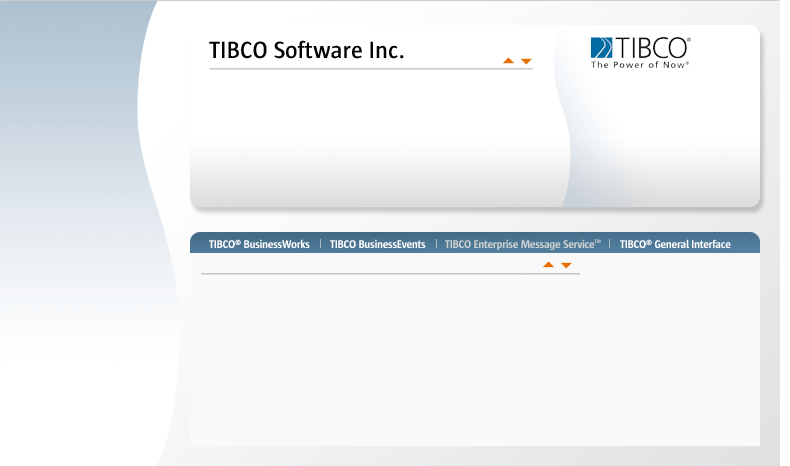 TIBCO Software Inc.
TIBCO®
The Power of Now®
TIBCO® BusinessWorks | TIBCO BusinessEvents | TIBCO Enterprise Message Service™ | TIBCO® General Interface